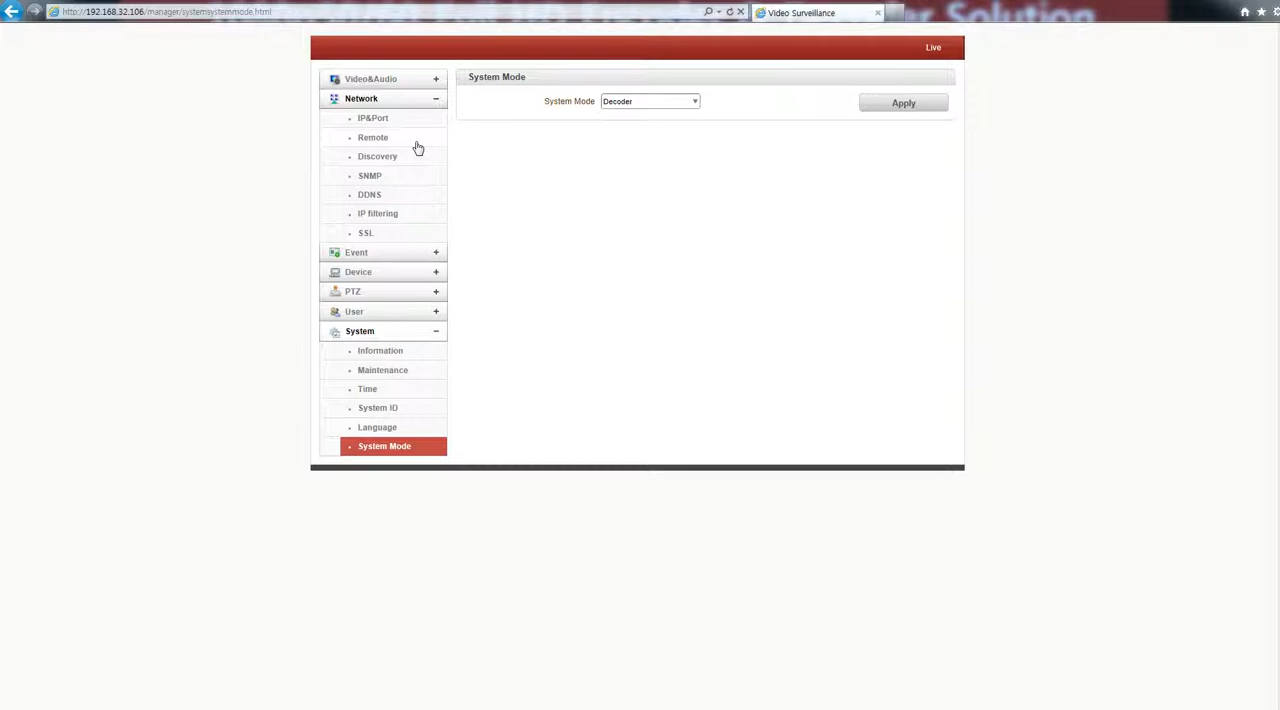 http://192.168.32.106/manager/systemsystemmode.html
Video Surveillance
Solution
Live
Video&Audio
Network
IP&Port
Remote
Discovery
SNMP
DDNS
IP filtering
SSL
Event
Device
PTZ
User
System
Information
Maintenance
Time
System ID
Language
System Mode
System Mode
System Mode Decoder
Apply